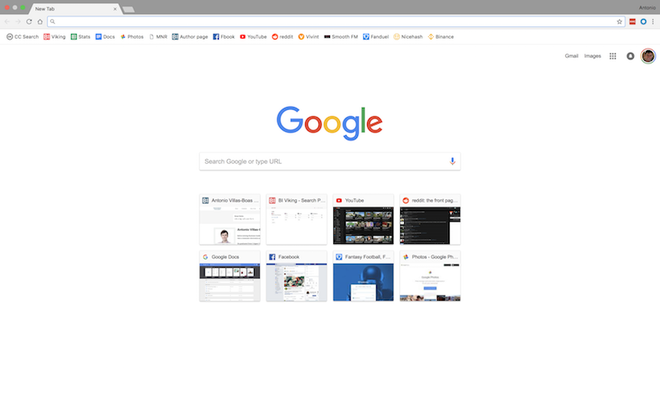 New Tab
Antonio
CC Search Viking Stats Docs Photos MNR Author page Fbook YouTube reddit Vivint Smooth FM Fanduel Nicehash Binance
Gmail Images
Google
Search Google or type URL
Antonio Villas-Boas ... BI Viking - Search P... YouTube reddit: the front pag...
Google Docs Facebook Fantasy Football, F... Photos - Google Ph...